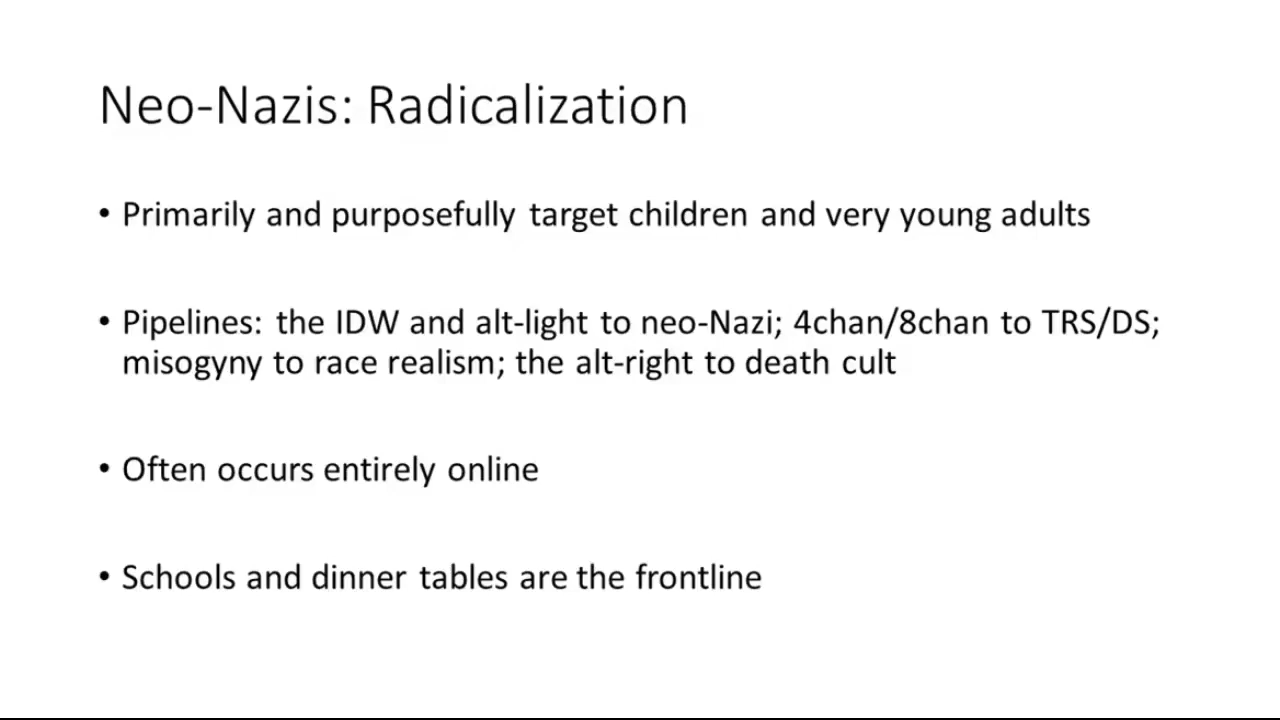 Neo-Nazis: Radicalization
• Primarily and purposefully target children and very young adults
• Pipelines: the IDW and alt-light to neo-Nazi; 4chan/8chan to TRS/DS;
misogyny to race realism; the alt-right to death cult
• Often occurs entirely online
• Schools and dinner tables are the frontline